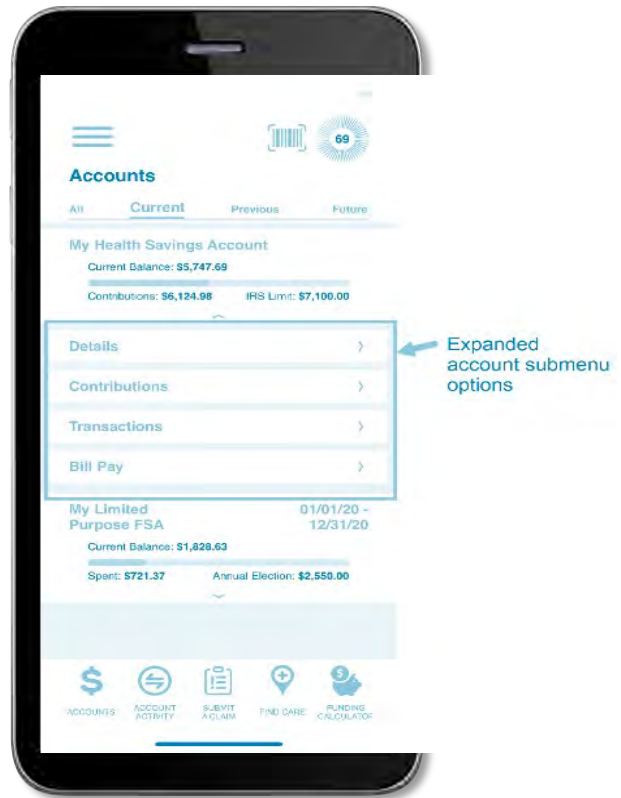 69
Accounts
All Current Previous Future
My Health Savings Account
Current Balance: $5,747.69
Contributions: $6,124.98 IRS Limit: $7,100.00
Details
Contributions
Transactions
Bill Pay
Expanded
account submenu
options
My Limited 01/01/20 -
Purpose FSA 12/31/20
Current Balance: $1,828.63
Spent: $721.37 Annual Election: $2,550.00
ACCOUNTS ACCOUNT SUBMIT FIND CARE FUNDING
ACTIVITY A CLAIM CALCULATOR